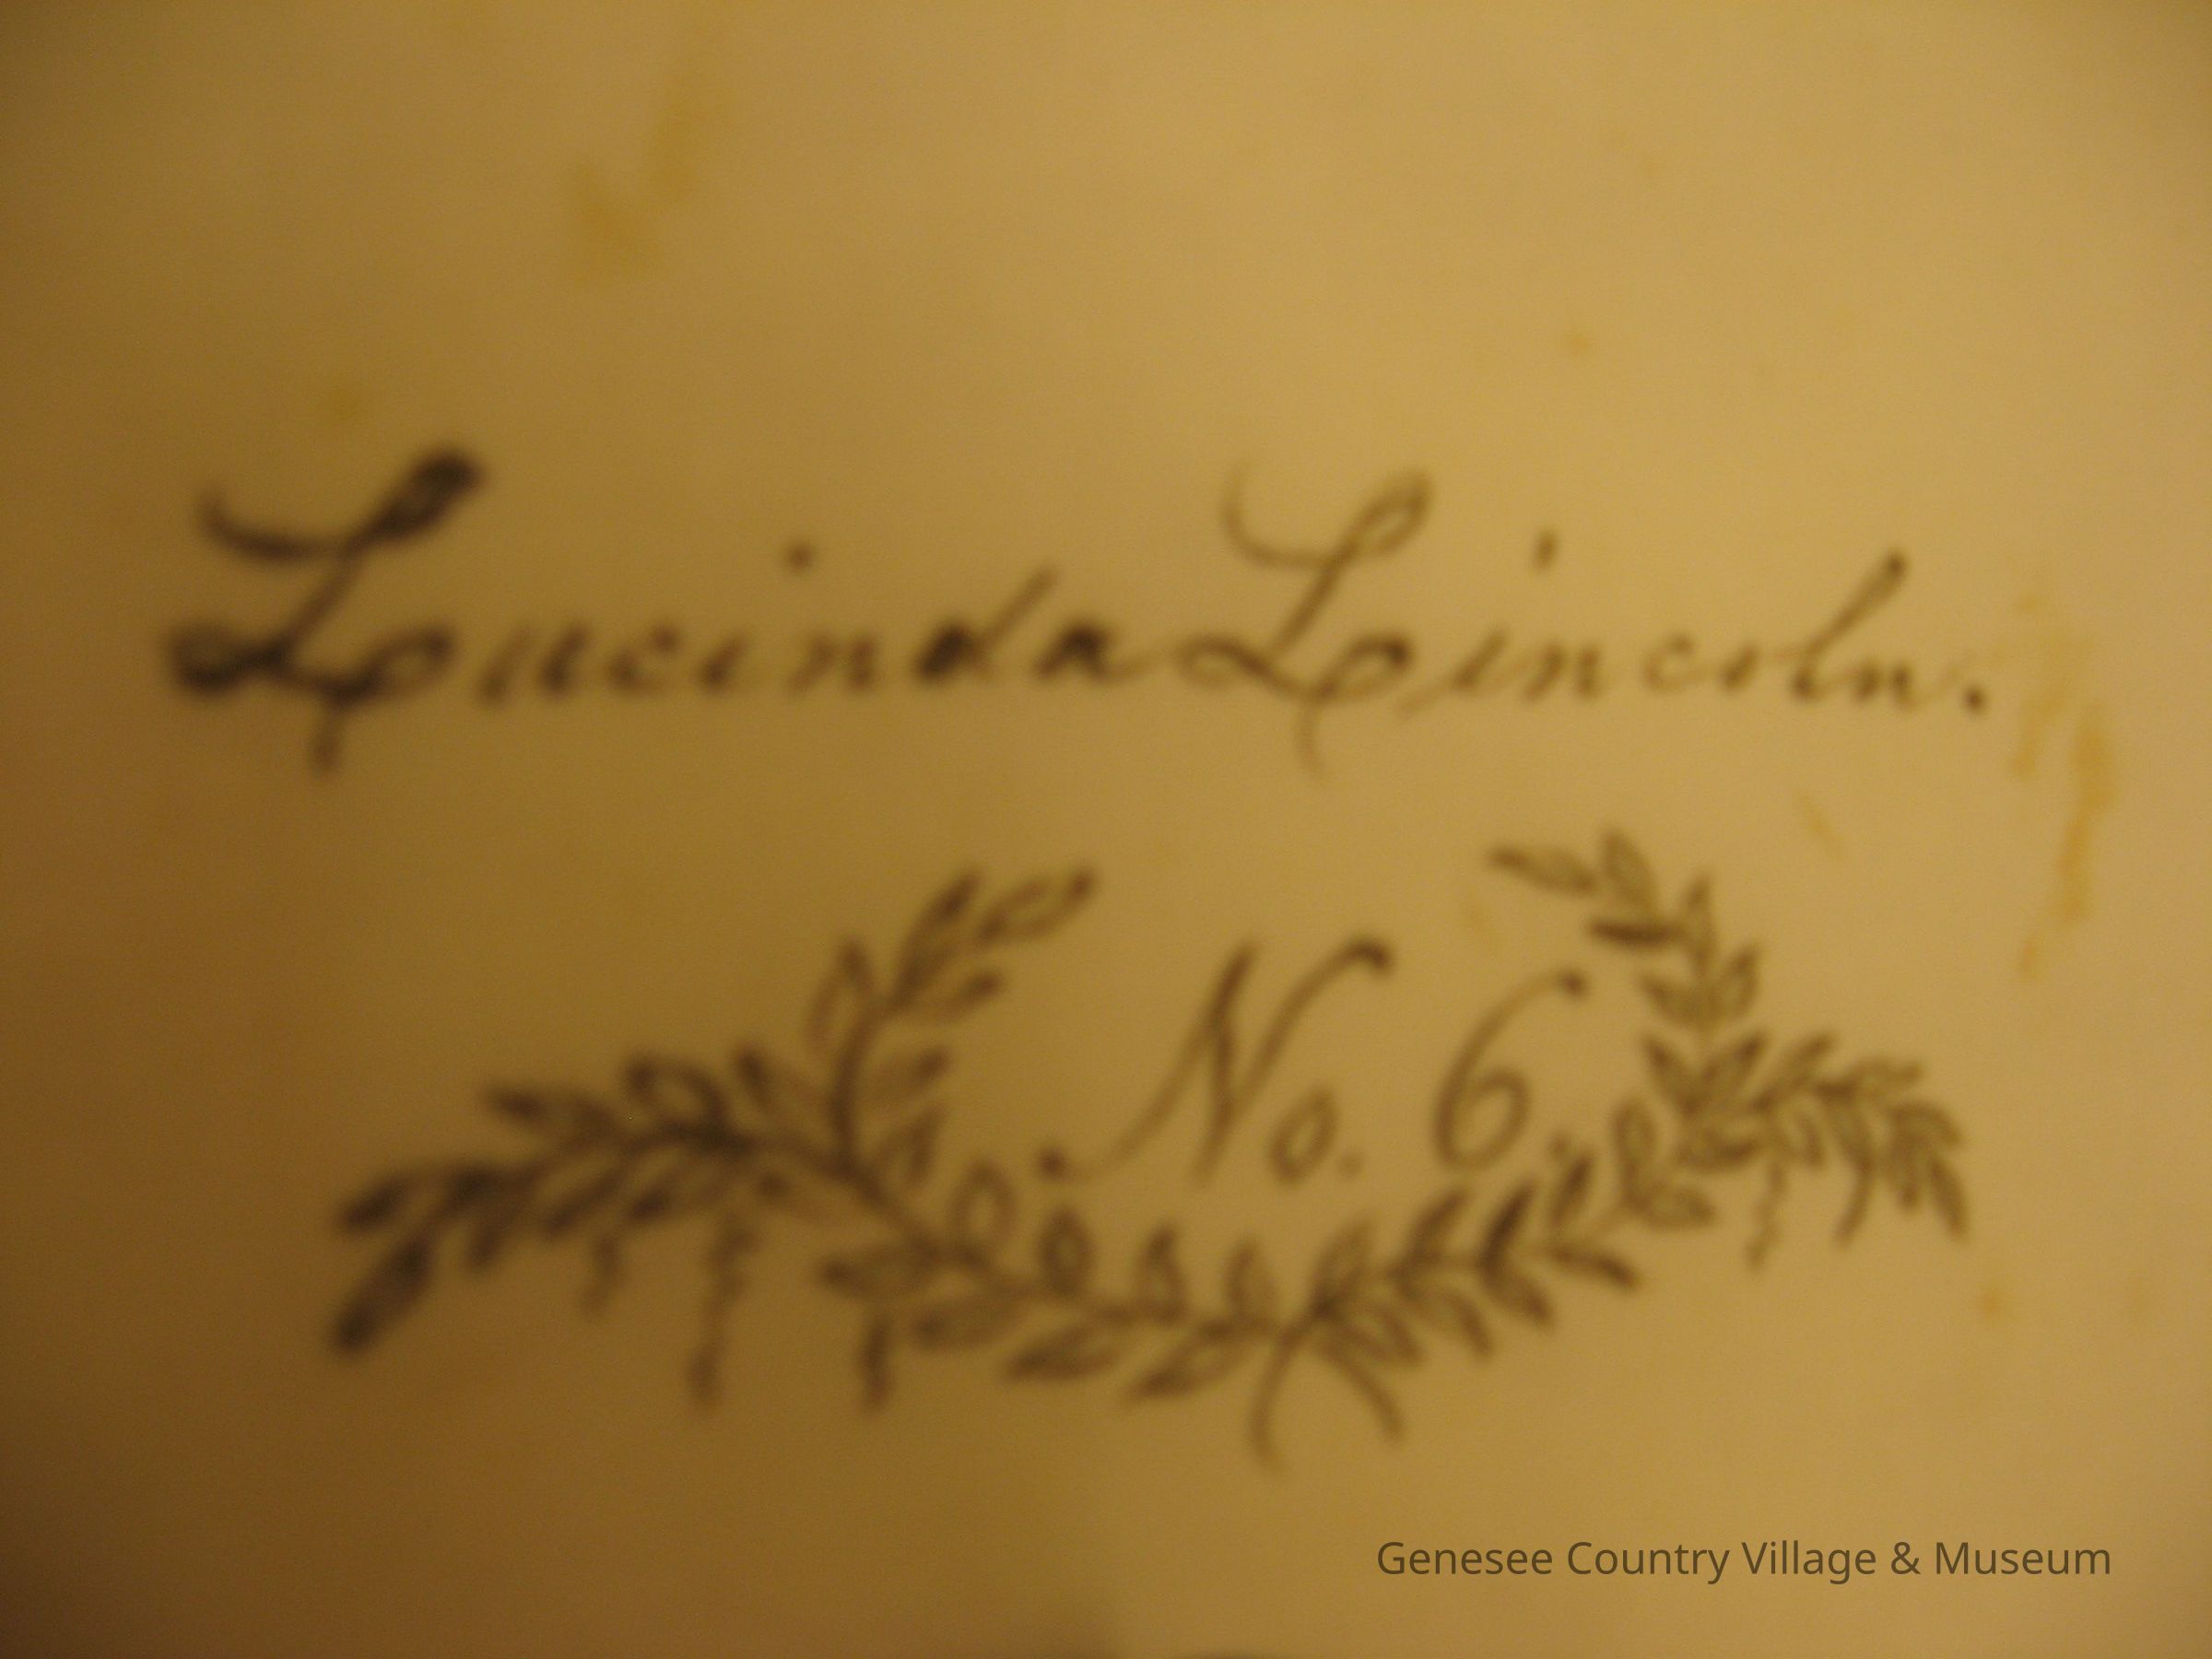 Lucinda Lincoln.
No. 6.
Genesee Country Village & Museum